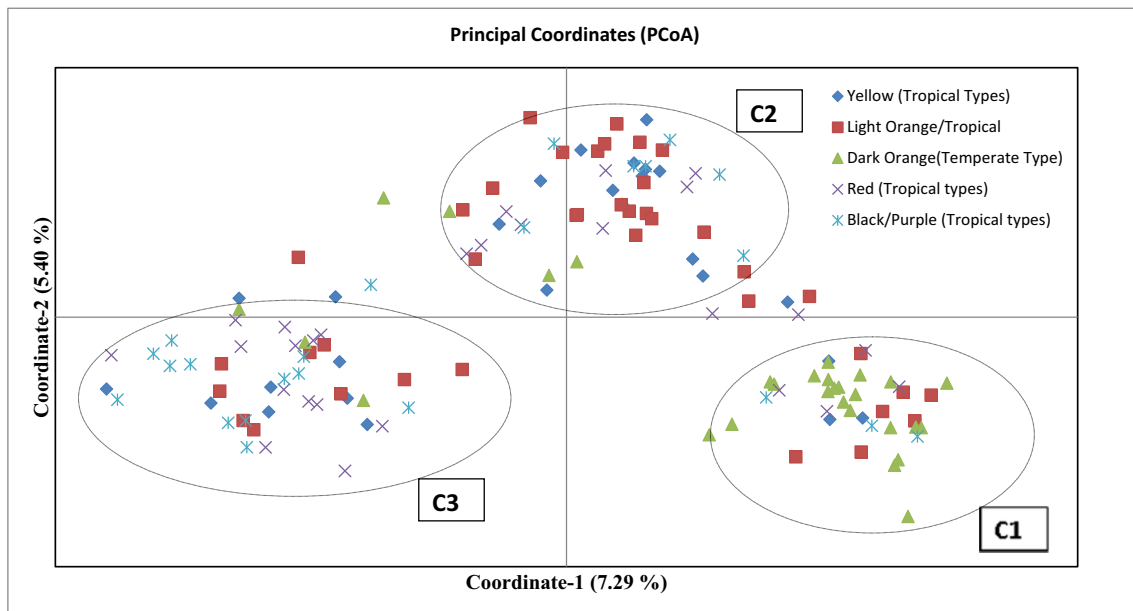 Principal Coordinates (PCoA)
C2
Yellow (Tropical Types)
Light Orange/Tropical
Dark Orange(Temperate Type)
Red (Tropical types)
Black/Purple (Tropical types)
Coordinate-2 (5.40 %)
C3
C1
Coordinate-1 (7.29 %)